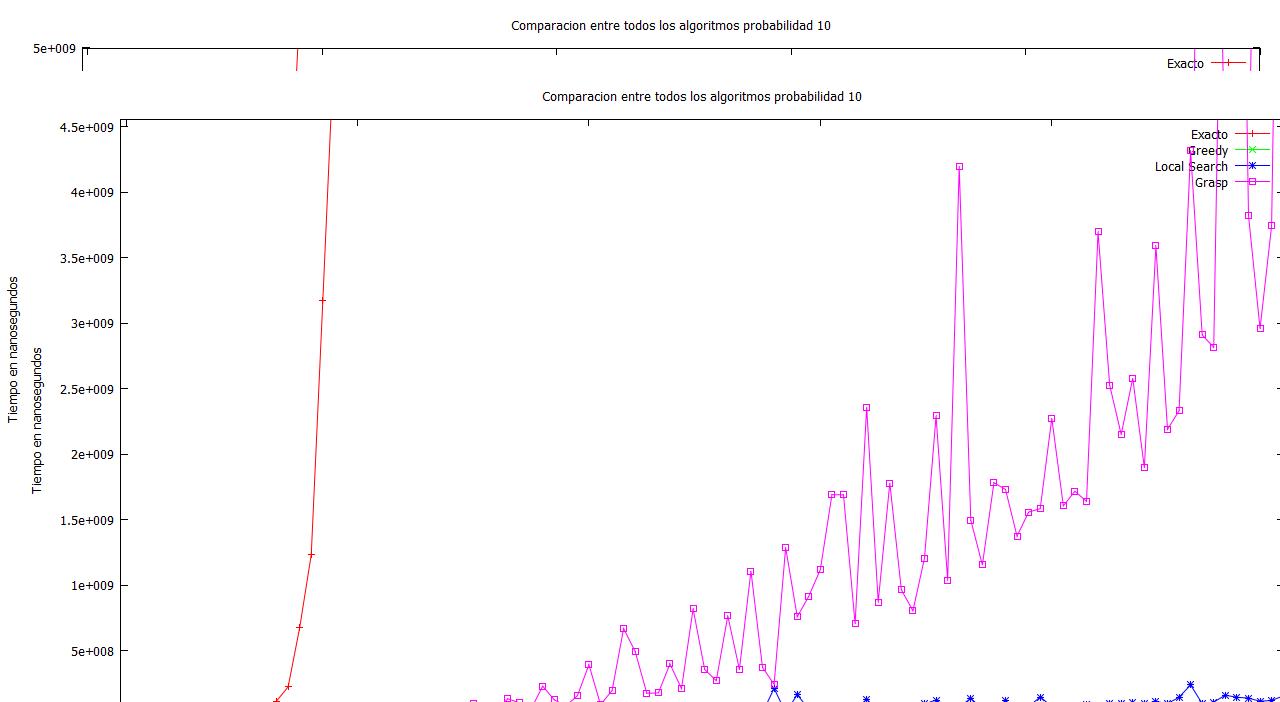 Comparacion entre todos los algoritmos probabilidad 10
5e+009
Exacto
Comparacion entre todos los algoritmos probabilidad 10
4.5e+009
Exacto
Greedy
Local Search
Grasp
4e+009
3.5e+009
3e+009
2.5e+009
2e+009
1.5e+009
1e+009
5e+008
Tiempo en nanosegundos
Tiempo en nanosegundos